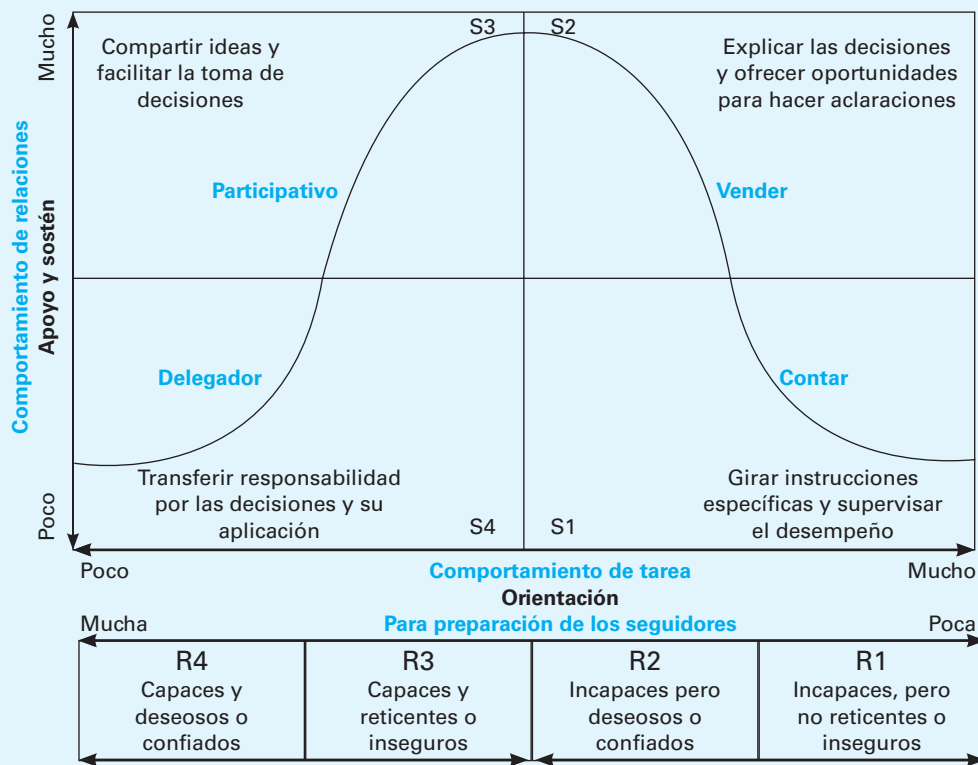 Mucho
Comportamiento de relaciones
Apoyo y sostén
Poco
S3
S2
Compartir ideas y
facilitar la toma de
decisiones
Explicar las decisiones
y ofrecer oportunidades
para hacer aclaraciones
Participativo
Vender
Delegador
Contar
Transferir responsabilidad
por las decisiones y su
aplicación
Girar instrucciones
específicas y supervisar
el desempeño
S4
S1
Poco
Comportamiento de tarea
Mucho
Orientación
Mucha
Para preparación de los seguidores
Poca
R4
Capaces y
deseosos o
confiados
R3
Capaces y
reticentes o
inseguros
R2
Incapaces pero
deseosos o
confiados
R1
Incapaces, pero
no reticentes o
inseguros